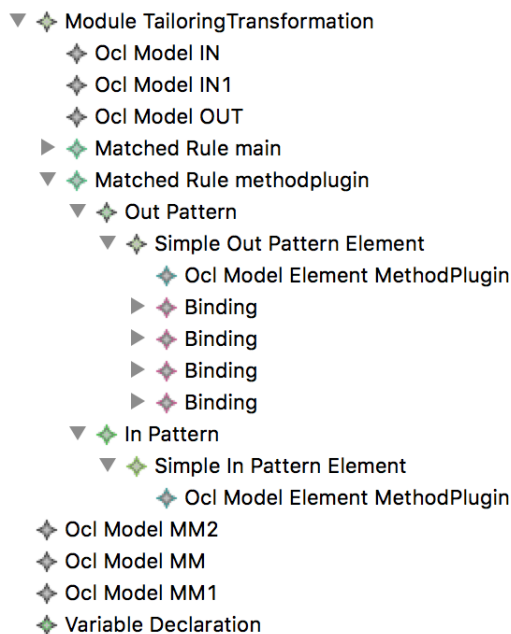 Module TailoringTransformation
Ocl Model IN
Ocl Model IN1
Ocl Model OUT
Matched Rule main
Matched Rule methodplugin
Out Pattern
Simple Out Pattern Element
Ocl Model Element MethodPlugin
Binding
Binding
Binding
Binding
In Pattern
Simple In Pattern Element
Ocl Model Element MethodPlugin
Ocl Model MM2
Ocl Model MM
Ocl Model MM1
Variable Declaration